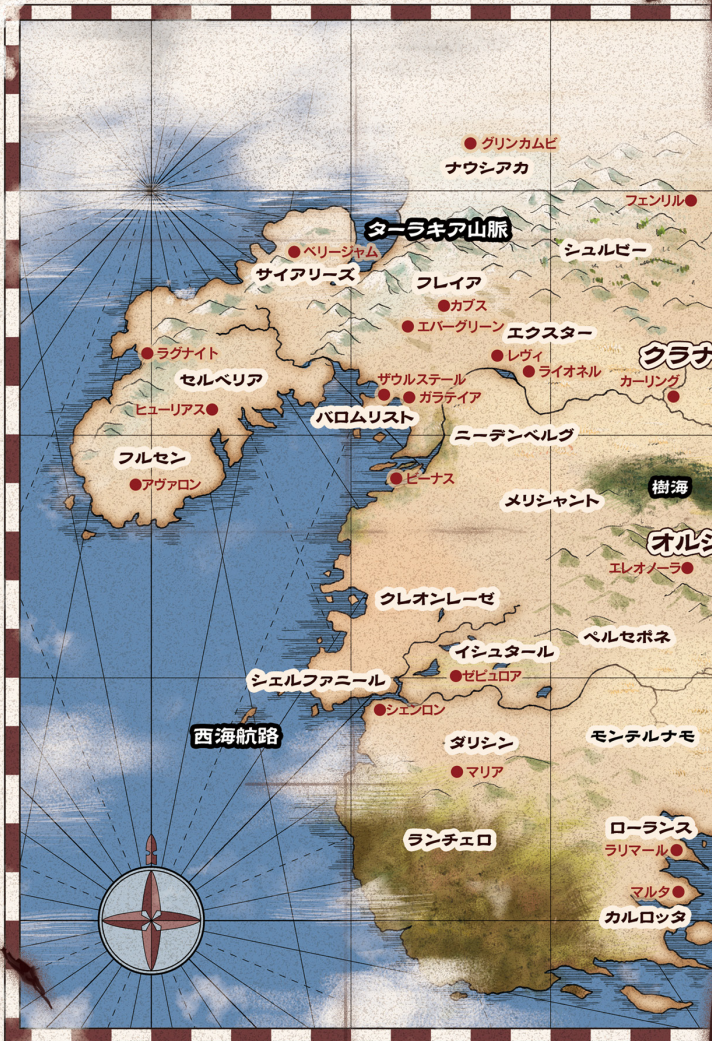 グリンカムビ
ナウシアカ
フェンリル
ターラキア山脈
ベリージャム
シュルビー
サイアリーズ
フレイア
カブス
エバーグリーン
エクスター
ラグナイト
レヴィ
クラナ
ライオネル
セルベリア
ザウルステール
カーリング
ガラテイア
ヒューリアス
バロムリスト
ニーデンベルグ
フルセン
ビーナス
アヴァロン
樹海
メリシャント
オルシ
エレオノーラ
クレオンレーゼ
ペルセポネ
イシュタール
ゼピュロア
シェルファニール
シェンロン
西海航路
ダリシン
モンテルナモ
マリア
ローランス
ランチェロ
ラリマール
マルタ
カルロッタ